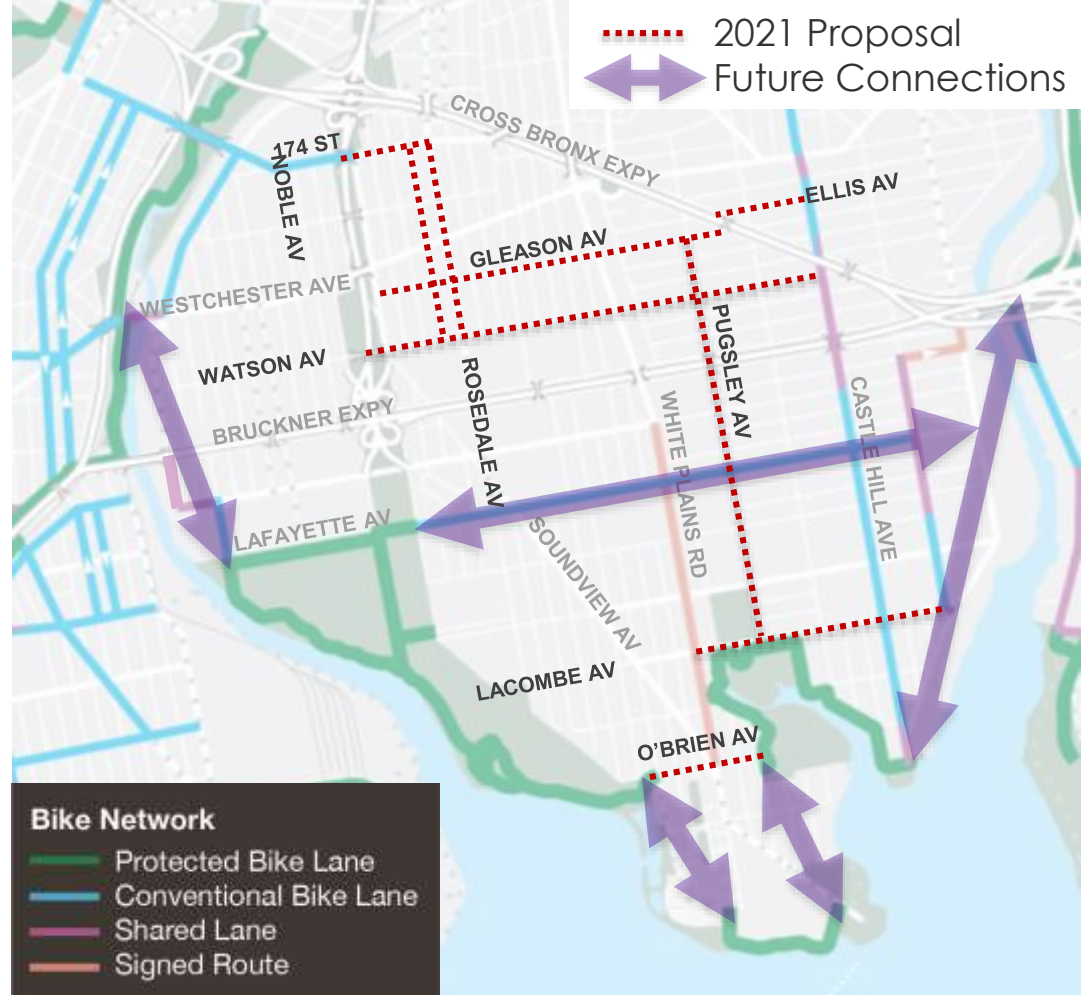 2021 Proposal
Future Connections
CROSS BRONX EXPY
174 ST
NOBLE AV
ELLIS AV
GLEASON AV
WESTCHESTER AVE
WATSON AV
PUGSLEY AV
ROSEDALE AV
BRUCKNER EXPY
WHITE PLAINS RD
CASTLE HILL AVE
LAFAYETTE AV
SOUNDVIEW AV
LACOMBE AV
O'BRIEN AV
Bike Network
Protected Bike Lane
Conventional Bike Lane
Shared Lane
Signed Route